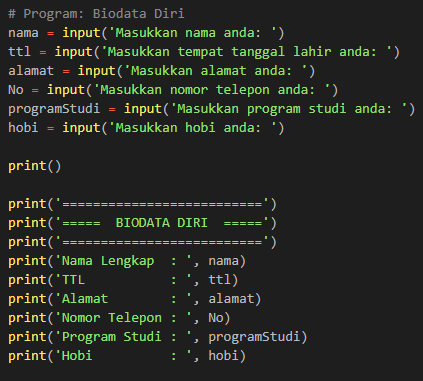 # Program: Biodata Diri
nama = input('Masukkan nama anda: ')
ttl = input('Masukkan tempat tanggal lahir anda: ')
alamat = input('Masukkan alamat anda: ')
No = input('Masukkan nomor telepon anda: ')
programStudi = input('Masukkan program studi anda: ')
hobi = input('Masukkan hobi anda: ')

print()

print('==========================')
print('=====  BIODATA DIRI  =====')
print('==========================')
print('Nama Lengkap  : ', nama)
print('TTL           : ', ttl)
print('Alamat        : ', alamat)
print('Nomor Telepon : ', No)
print('Program Studi : ', programStudi)
print('Hobi          : ', hobi)